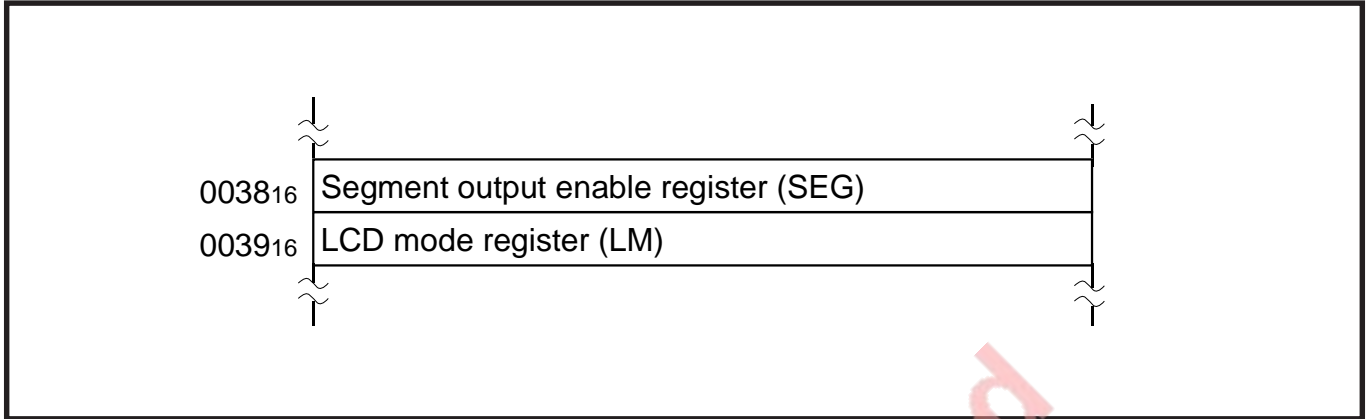 003816 Segment output enable register (SEG)
003916 LCD mode register (LM)
d